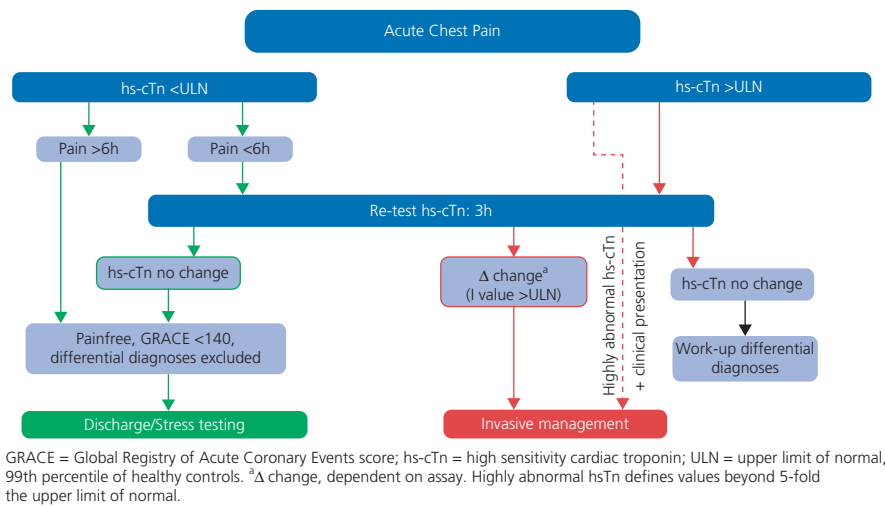 Acute Chest Pain
hs-cTn <ULN
hs-cTn >ULN
Pain >6h
Pain <6h
Re-test hs-cTn: 3h
hs-cTn no change
Δ changeᵃ
(I value >ULN)
Highly abnormal hs-cTn
+ clinical presentation
hs-cTn no change
Painfree, GRACE <140,
differential diagnoses excluded
Work-up differential
diagnoses
Discharge/Stress testing
Invasive management
GRACE = Global Registry of Acute Coronary Events score; hs-cTn = high sensitivity cardiac troponin; ULN = upper limit of normal,
99th percentile of healthy controls. ᵃΔ change, dependent on assay. Highly abnormal hsTn defines values beyond 5-fold
the upper limit of normal.